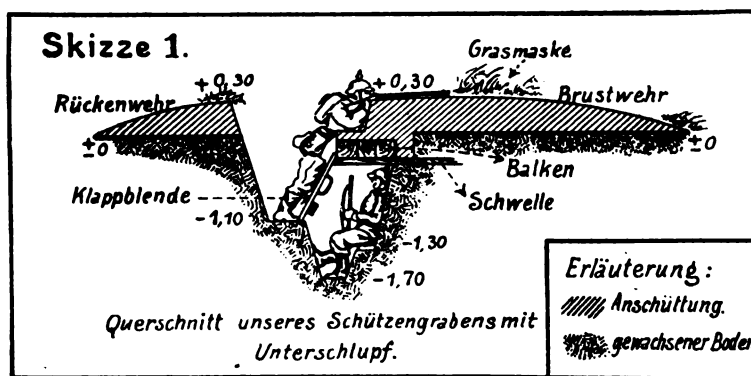 Skizze 1.
Grasmaske
+0,30
+0,30
Rückenwehr
Brustwehr
±0
±0
Balken
Klappblende
Schwelle
-1,10
-1,30
-1,70
Querschnitt unseres Schützengrabens mit
Unterschlupf.
Erläuterung:
Anschüttung.
gewachsener Boden